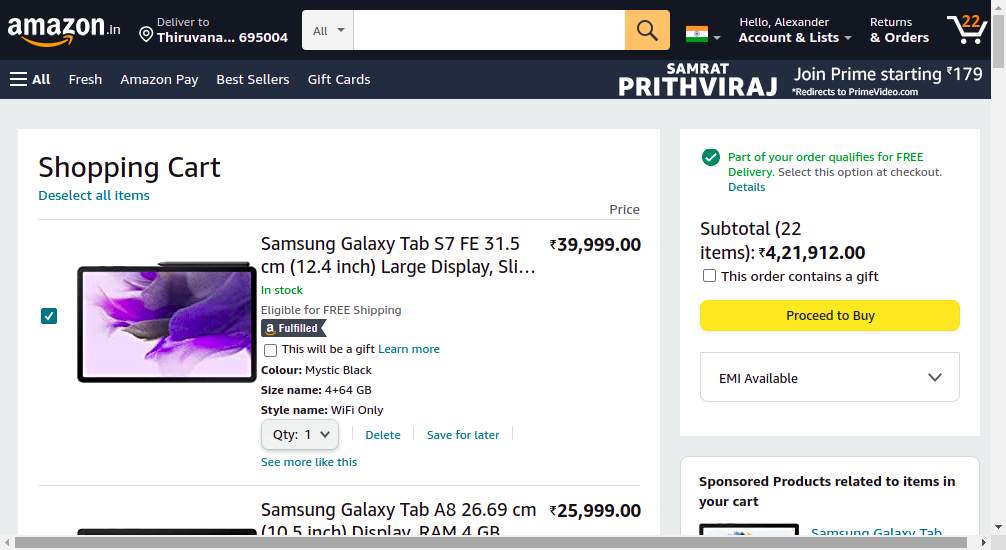 amazon.in
Deliver to
Thiruvana... 695004
All
Hello, Alexander
Account & Lists
Returns
& Orders
22
All
Fresh
Amazon Pay
Best Sellers
Gift Cards
SAMRAT
PRITHVIRAJ
Join Prime starting ₹179
*Redirects to PrimeVideo.com
Shopping Cart
Deselect all items
Price
Samsung Galaxy Tab S7 FE 31.5
cm (12.4 inch) Large Display, Sli...
₹39,999.00
In stock
Eligible for FREE Shipping
a Fulfilled
This will be a gift Learn more
Colour: Mystic Black
Size name: 4+64 GB
Style name: WiFi Only
Qty: 1
Delete
Save for later
See more like this
Samsung Galaxy Tab A8 26.69 cm
(10.5 inch) Display, RAM 4 GB
₹25,999.00
Part of your order qualifies for FREE
Delivery. Select this option at checkout.
Details
Subtotal (22
items): ₹4,21,912.00
This order contains a gift
Proceed to Buy
EMI Available
Sponsored Products related to items in
your cart
Samsung Galaxy Tab